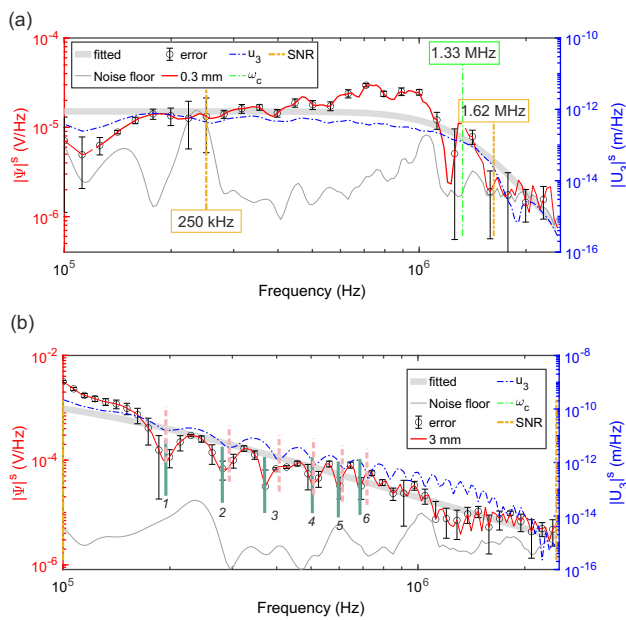 (a)
10^-4
10^-5
10^-6
|Ψ|^S (V/Hz)
fitted
error
u_3
SNR
Noise floor
0.3 mm
ω_c
1.33 MHz
1.62 MHz
250 kHz
10^-10
10^-12
10^-14
10^-16
|U_3|^S (m/Hz)
10^5
10^6
Frequency (Hz)
(b)
10^-2
10^-4
10^-6
|Ψ|^S (V/Hz)
fitted
u_3
Noise floor
ω_c
error
SNR
3 mm
1
2
3
4
5
6
10^-8
10^-10
10^-12
10^-14
10^-16
|U_3|^S (m/Hz)
10^5
10^6
Frequency (Hz)